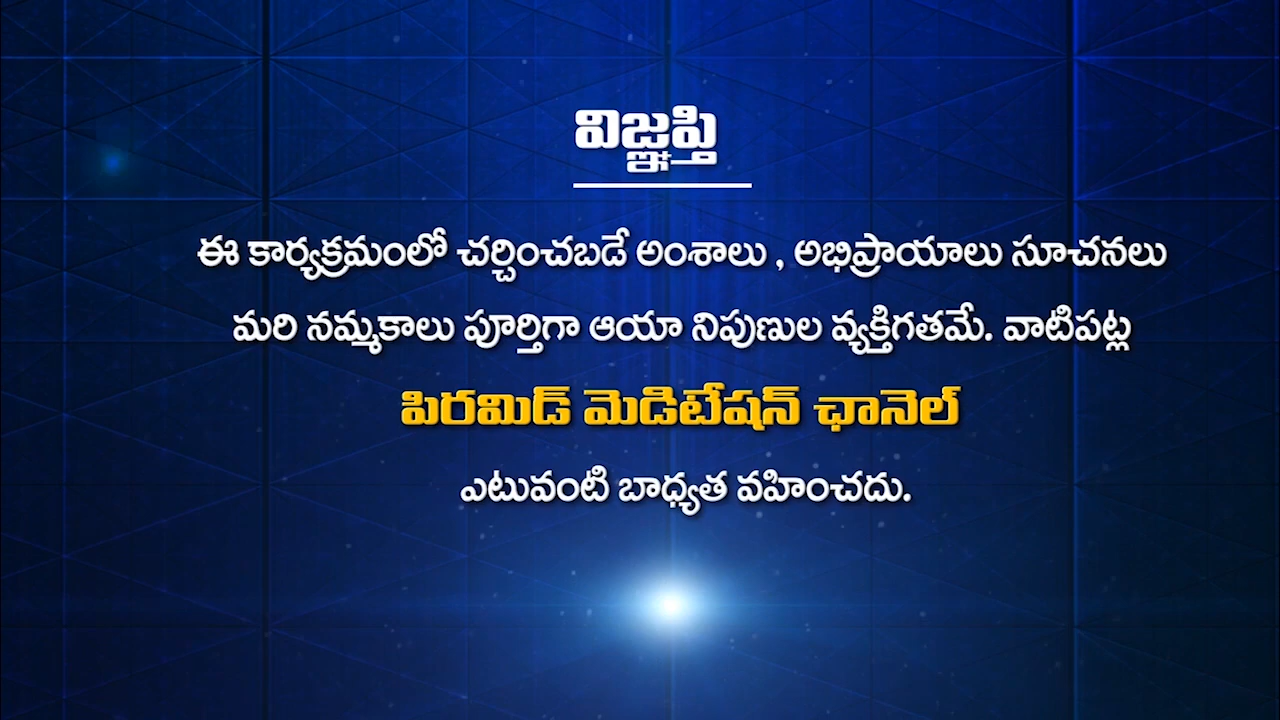 విజ్ఞప్తి
ఈ కార్యక్రమంలో చర్చించబడే అంశాలు , అభిప్రాయాలు సూచనలు
మరి నమ్మకాలు పూర్తిగా ఆయా నిపుణుల వ్యక్తిగతమే. వాటిపట్ల
పిరమిడ్ మెడిటేషన్ ఛానెల్
ఎటువంటి బాధ్యత వహించదు.